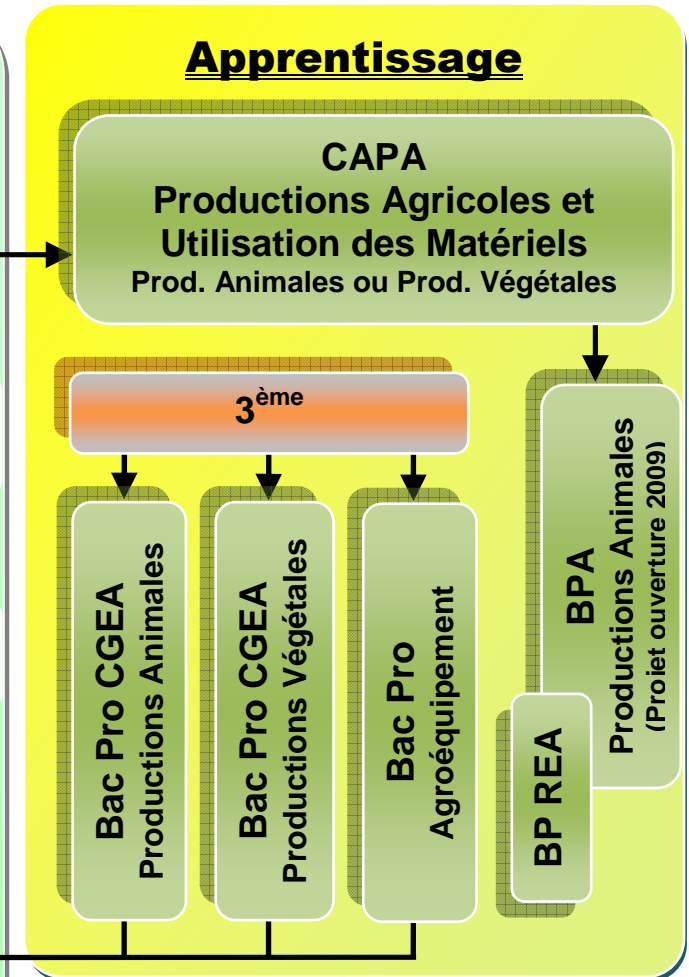 Apprentissage
CAPA
Productions Agricoles et
Utilisation des Matériels
Prod. Animales ou Prod. Végétales
3ème
Bac Pro CGEA
Productions Animales
Bac Pro CGEA
Productions Végétales
Bac Pro
Agroéquipement
BPA
Productions Animales
(Projet ouverture 2009)
BP REA